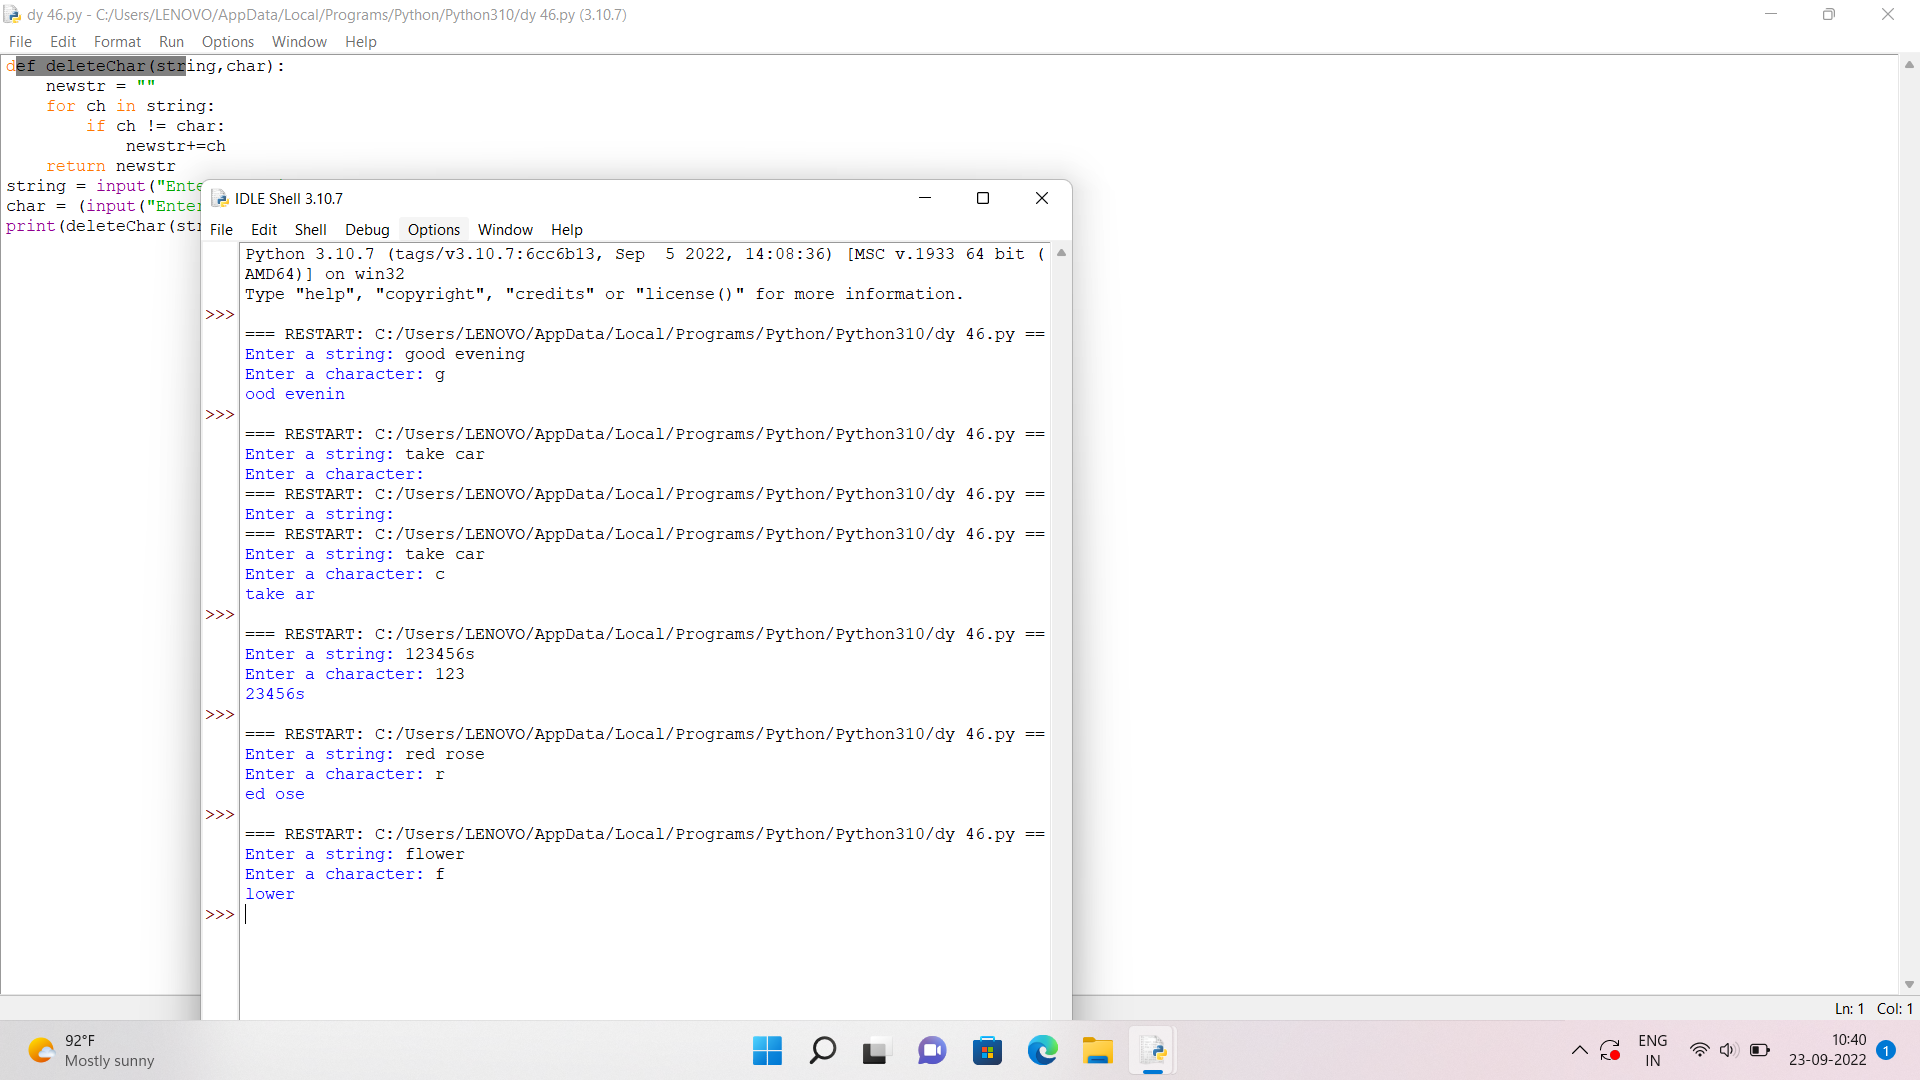 dy 46.py - C:/Users/LENOVO/AppData/Local/Programs/Python/Python310/dy 46.py (3.10.7)
File Edit Format Run Options Window Help
def deleteChar(string,char):
    newstr = ""
    for ch in string:
        if ch != char:
            newstr+=ch
    return newstr
string = input("Ente
char = (input("Enter
print(deleteChar(str
IDLE Shell 3.10.7
File Edit Shell Debug Options Window Help
Python 3.10.7 (tags/v3.10.7:6cc6b13, Sep  5 2022, 14:08:36) [MSC v.1933 64 bit (
AMD64)] on win32
Type "help", "copyright", "credits" or "license()" for more information.
>>>
=== RESTART: C:/Users/LENOVO/AppData/Local/Programs/Python/Python310/dy 46.py ==
Enter a string: good evening
Enter a character: g
ood evenin
>>>
=== RESTART: C:/Users/LENOVO/AppData/Local/Programs/Python/Python310/dy 46.py ==
Enter a string: take car
Enter a character:
=== RESTART: C:/Users/LENOVO/AppData/Local/Programs/Python/Python310/dy 46.py ==
Enter a string:
=== RESTART: C:/Users/LENOVO/AppData/Local/Programs/Python/Python310/dy 46.py ==
Enter a string: take car
Enter a character: c
take ar
>>>
=== RESTART: C:/Users/LENOVO/AppData/Local/Programs/Python/Python310/dy 46.py ==
Enter a string: 123456s
Enter a character: 123
23456s
>>>
=== RESTART: C:/Users/LENOVO/AppData/Local/Programs/Python/Python310/dy 46.py ==
Enter a string: red rose
Enter a character: r
ed ose
>>>
=== RESTART: C:/Users/LENOVO/AppData/Local/Programs/Python/Python310/dy 46.py ==
Enter a string: flower
Enter a character: f
lower
>>>
Ln: 1 Col: 1
92°F
Mostly sunny
ENG
IN
10:40
23-09-2022
1